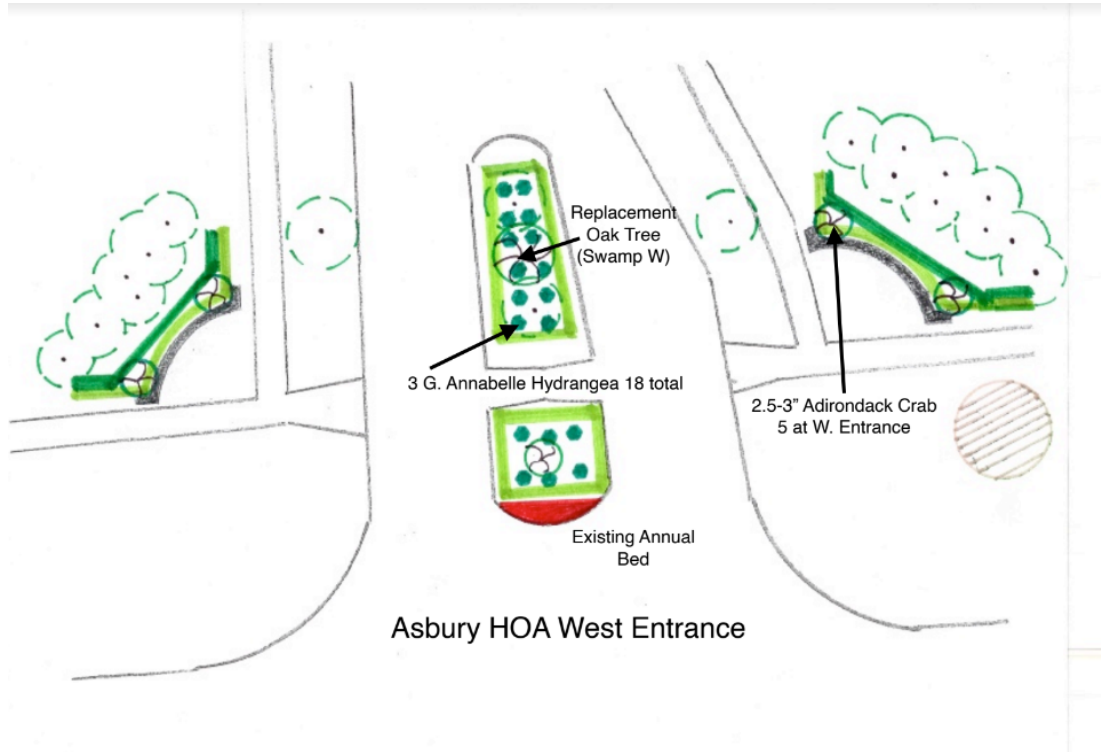 Replacement
Oak Tree
(Swamp W)
3 G. Annabelle Hydrangea 18 total
2.5-3” Adirondack Crab
5 at W. Entrance
Existing Annual
Bed
Asbury HOA West Entrance